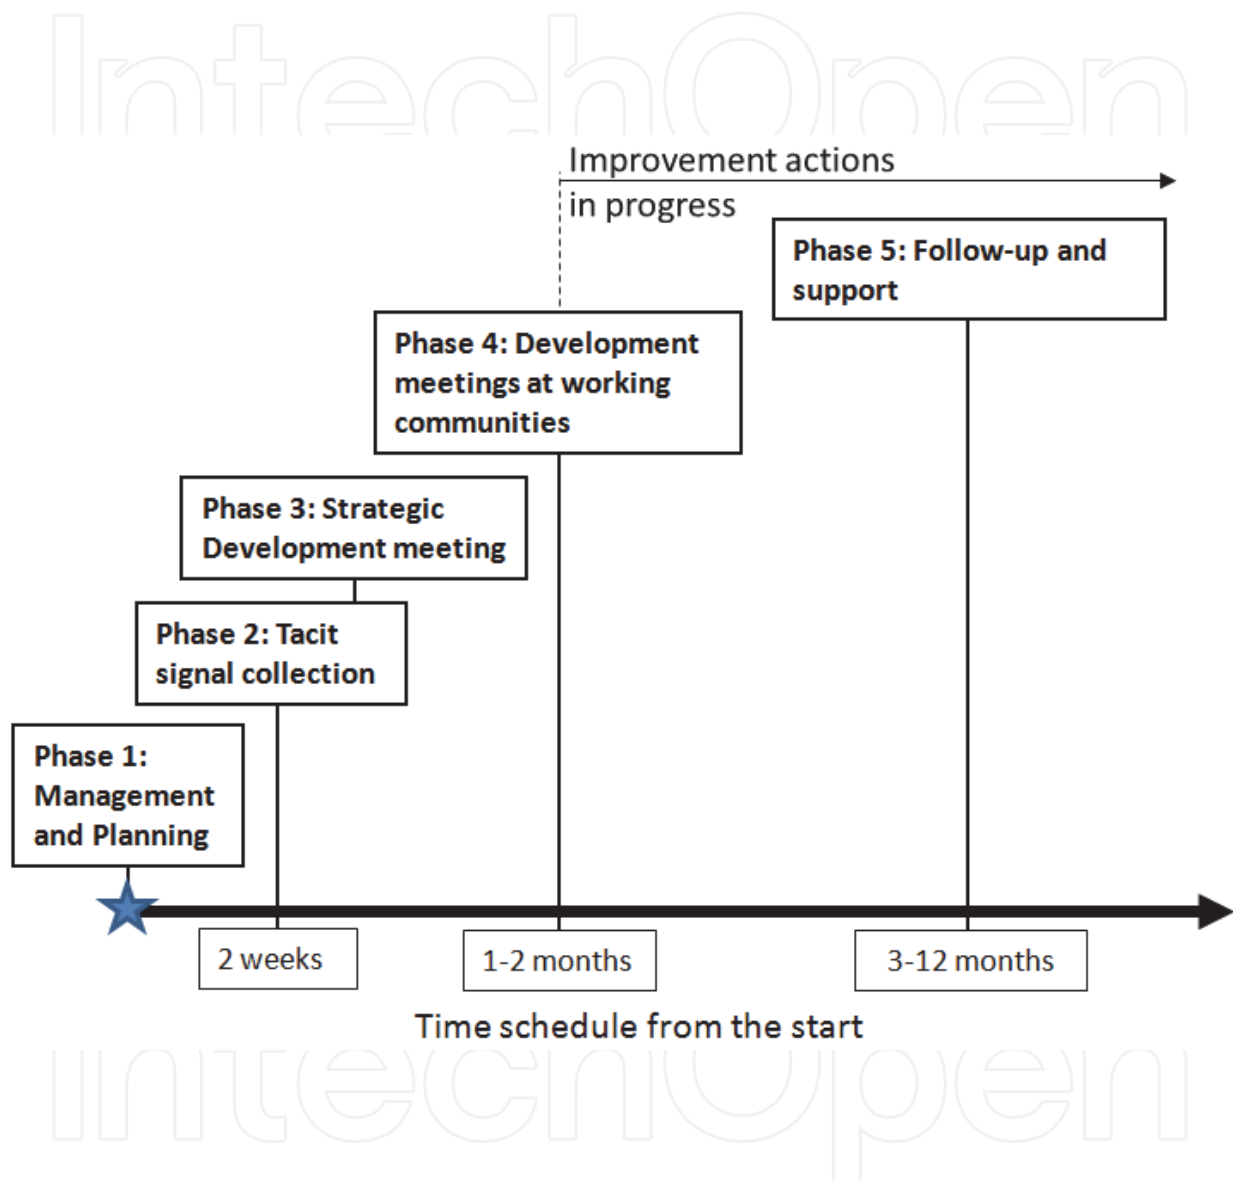 IntechOpen
Improvement actions
in progress
Phase 5: Follow-up and
support
Phase 4: Development
meetings at working
communities
Phase 3: Strategic
Development meeting
Phase 2: Tacit
signal collection
Phase 1:
Management
and Planning
2 weeks
1-2 months
3-12 months
Time schedule from the start
IntechOpen